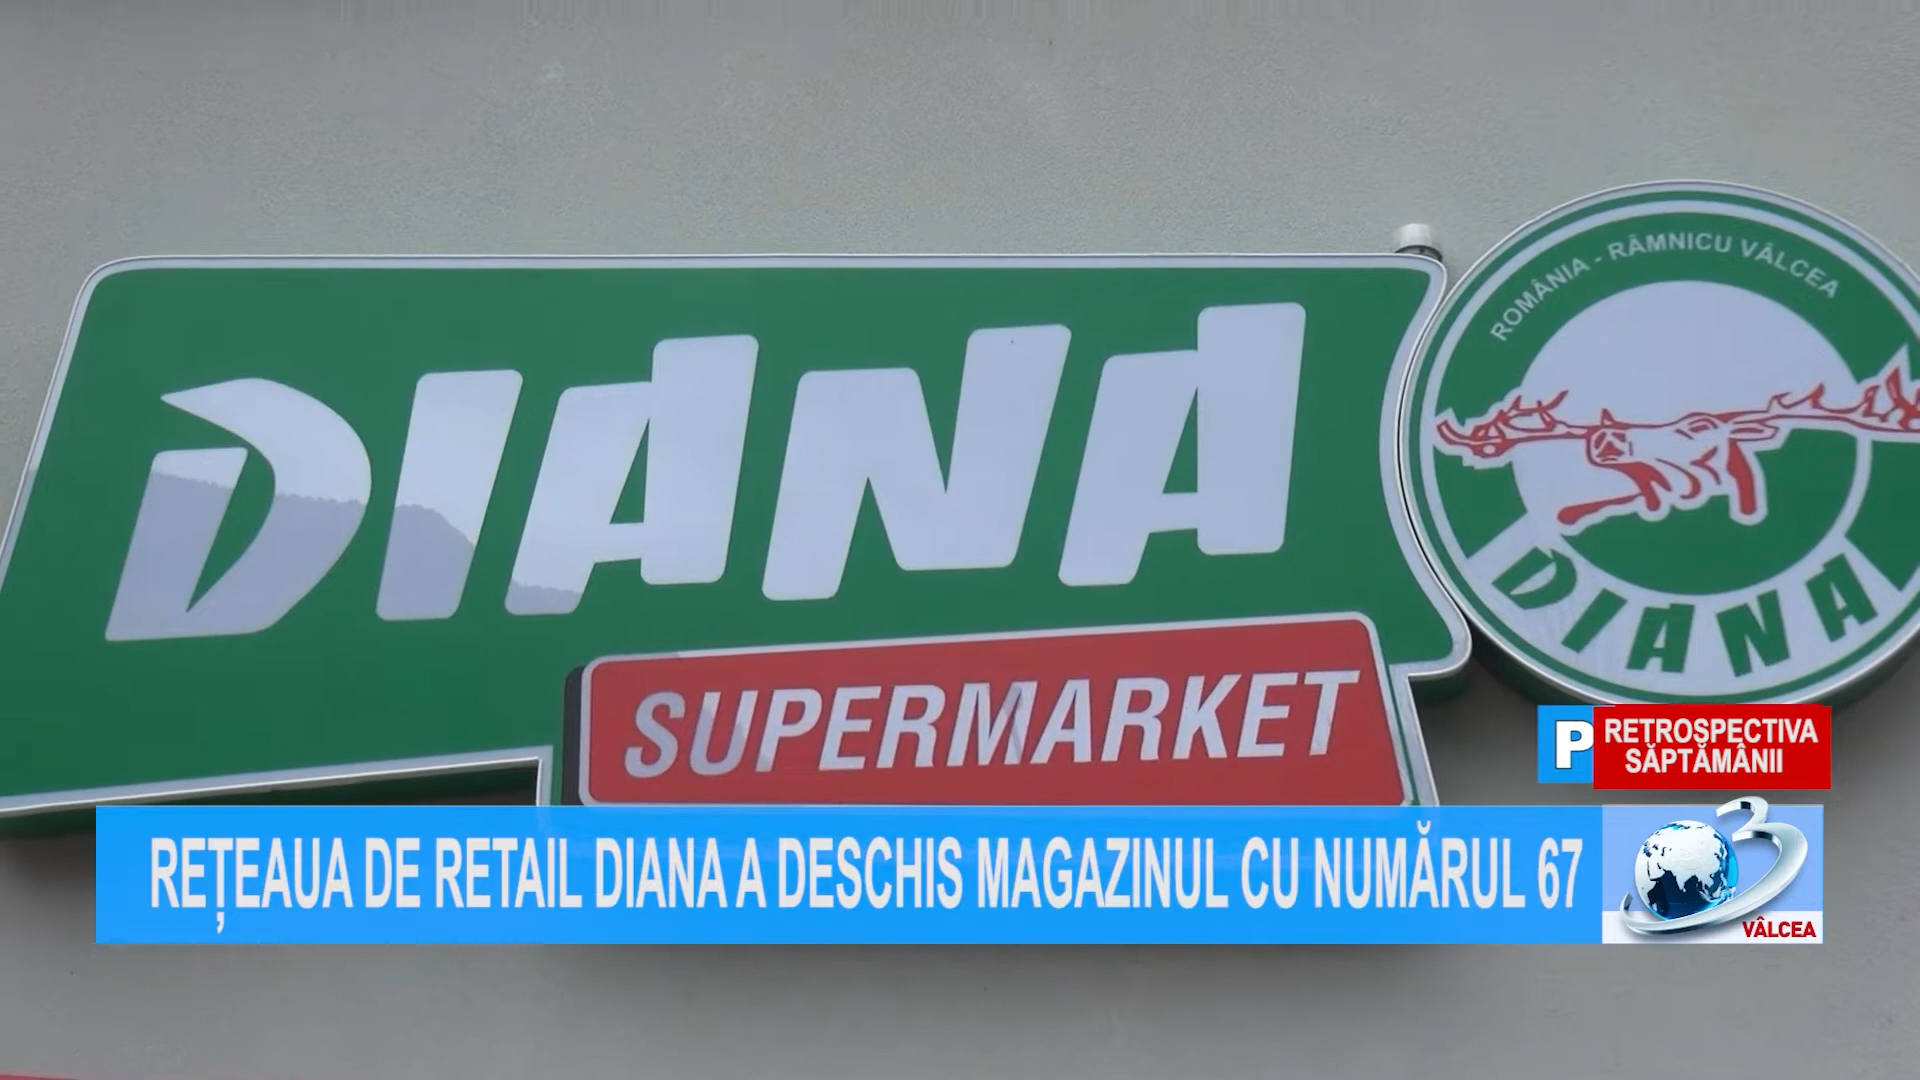 DIANA
SUPERMARKET
ROMÂNIA - RÂMNICU VÂLCEA
DIANA
P
RETROSPECTIVA
SĂPTĂMÂNII
REȚEAUA DE RETAIL DIANA A DESCHIS MAGAZINUL CU NUMĂRUL 67
3
VÂLCEA